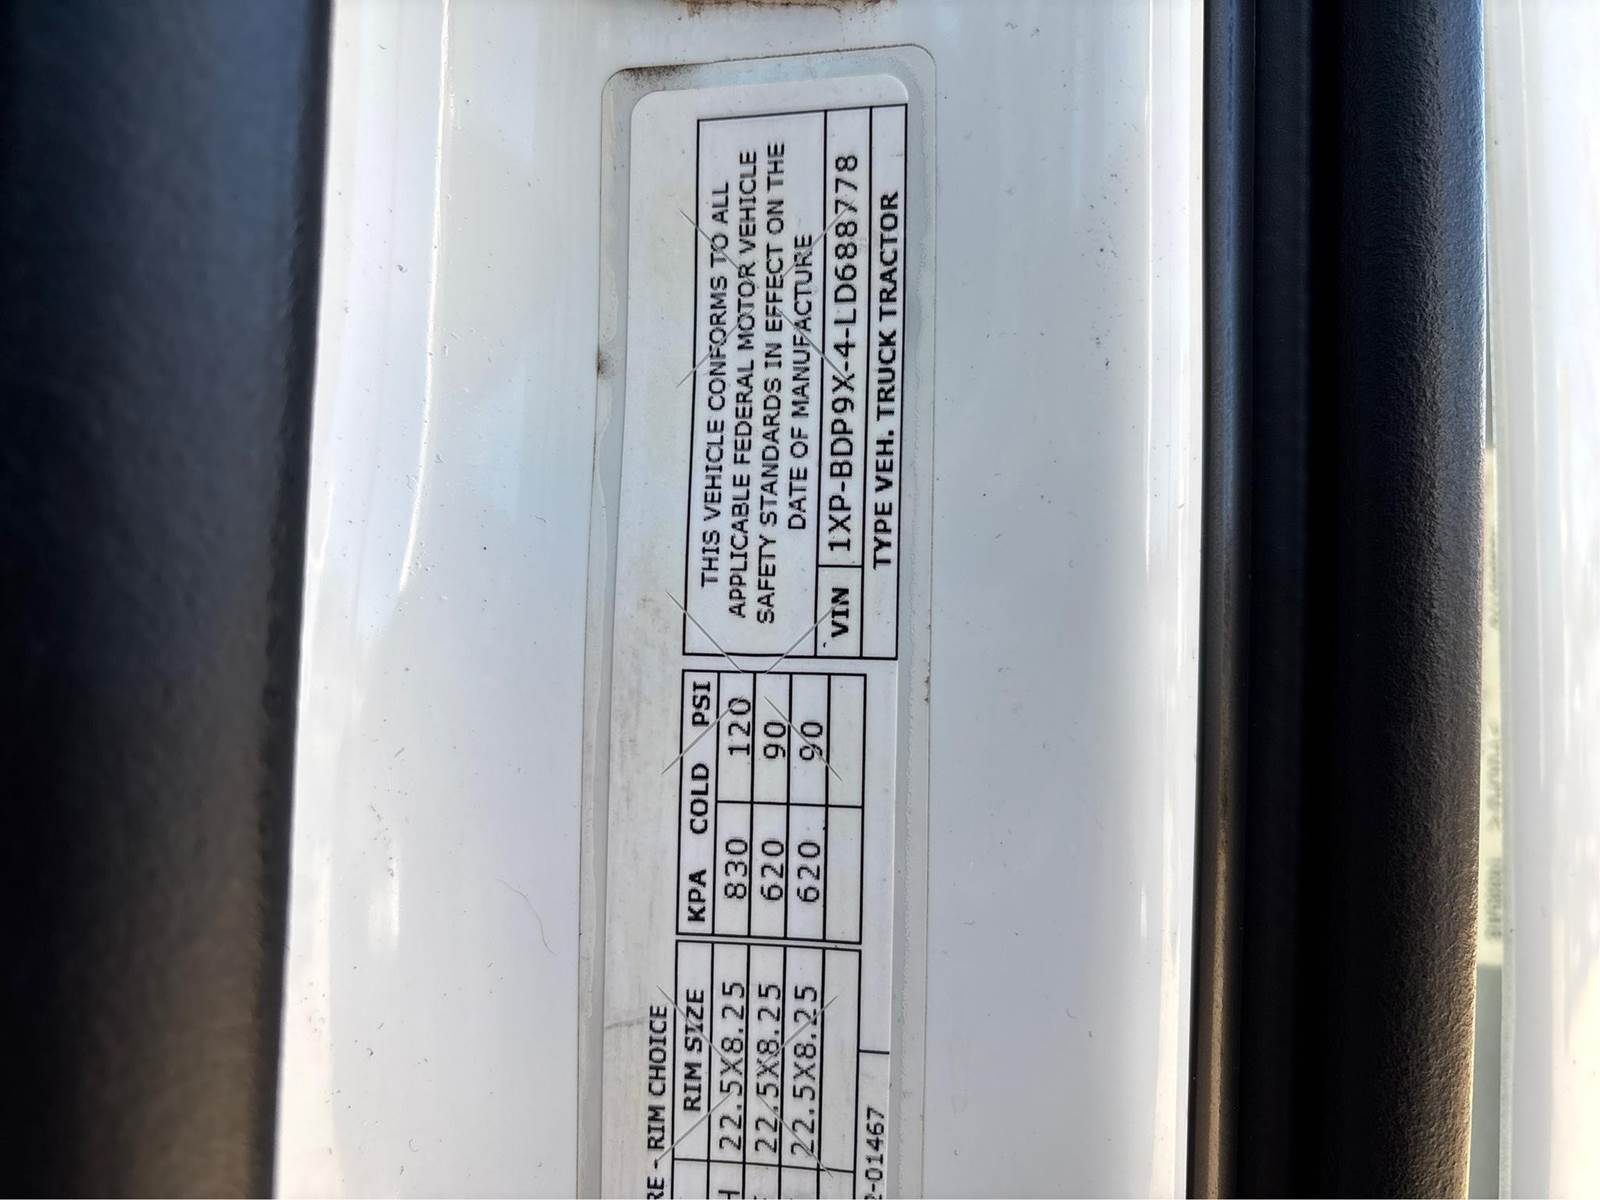 THIS VEHICLE CONFORMS TO ALL
APPLICABLE FEDERAL MOTOR VEHICLE
SAFETY STANDARDS IN EFFECT ON THE
DATE OF MANUFACTURE
VIN 1XP-BDP9X-4-LD688778
TYPE VEH. TRUCK TRACTOR
RE - RIM CHOICE
RIM SIZE KPA COLD PSI
H 22.5X8.25 830 120
22.5X8.25 620 90
22.5X8.25 620 90
2-01467